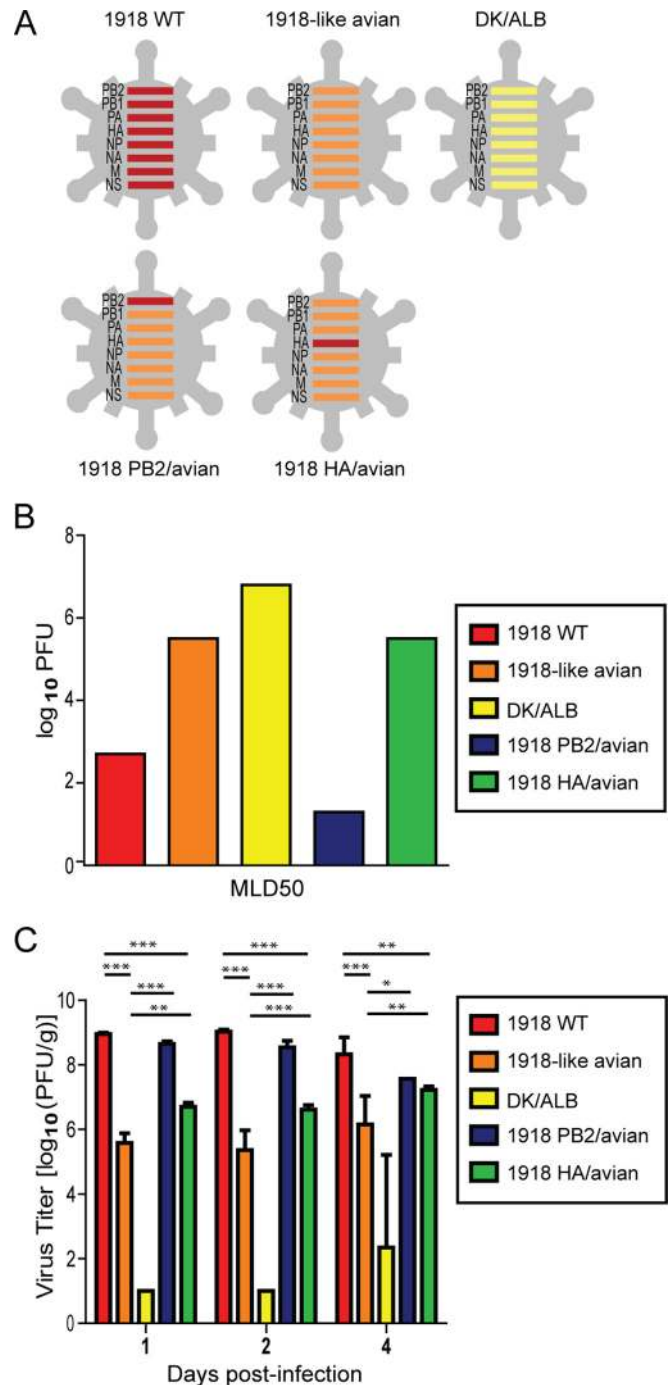 A
1918 WT
1918-like avian
DK/ALB
PB2
PB1
PA
HA
NP
NA
M
NS
PB2
PB1
PA
HA
NP
NA
M
NS
PB2
PB1
PA
HA
NP
NA
M
NS
PB2
PB1
PA
HA
NP
NA
M
NS
PB2
PB1
PA
HA
NP
NA
M
NS
1918 PB2/avian
1918 HA/avian
B
log10 PFU
8
6
4
2
0
MLD50
1918 WT
1918-like avian
DK/ALB
1918 PB2/avian
1918 HA/avian
C
*** *** **
*** *** ***
*** *** *
** *** **
Virus Titer [log10(PFU/g)]
10
8
6
4
2
0
1 2 4
Days post-infection
1918 WT
1918-like avian
DK/ALB
1918 PB2/avian
1918 HA/avian